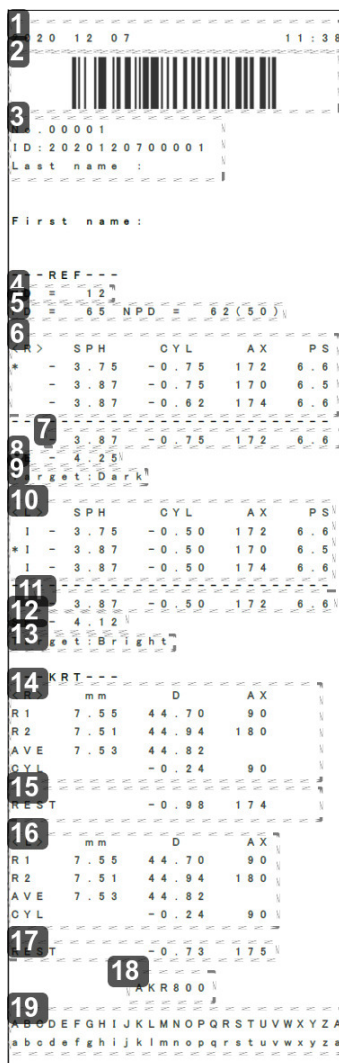 1
2020 12 07 11:38
2
3
No.00001
ID:2020120700001
Last name :
First name:
4
---REF---
5
VD = 12
PD = 65 NPD = 62(50)
6
<R> SPH CYL AX PS
* - 3.75 -0.75 172 6.6
- 3.87 -0.75 170 6.5
- 3.87 -0.62 174 6.6
7
- 3.87 -0.75 172 6.6
8
- 4.25
9
Target:Dark
10
<L> SPH CYL AX PS
I - 3.75 -0.50 172 6.6
*I - 3.87 -0.50 170 6.5
I - 3.87 -0.50 174 6.6
11
12
3.87 -0.50 172 6.6
- 4.12
13
Target:Bright
---KRT---
14
<R> mm D AX
R1 7.55 44.70 90
R2 7.51 44.94 180
AVE 7.53 44.82
CYL -0.24 90
15
REST -0.98 174
16
<L> mm D AX
R1 7.55 44.70 90
R2 7.51 44.94 180
AVE 7.53 44.82
CYL -0.24 90
17
REST -0.73 175
18
AKR800
19
ABCDEFGHIJKLMNOPQRSTUVWXYZA
abcdefghijklmnopqrstuvwxyza